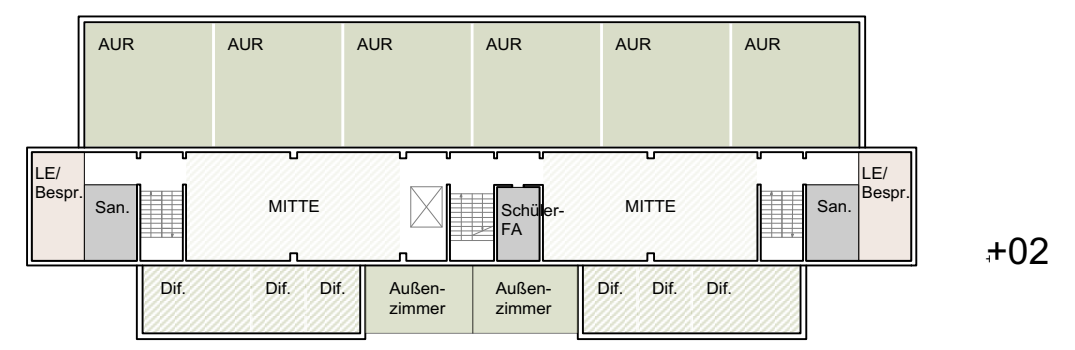 AUR AUR AUR AUR AUR AUR
LE/
Bespr.
San.
MITTE
Schüler-
FA
MITTE
San.
LE/
Bespr.
+02
Dif. Dif. Dif.
Außen-
zimmer
Außen-
zimmer
Dif. Dif. Dif.